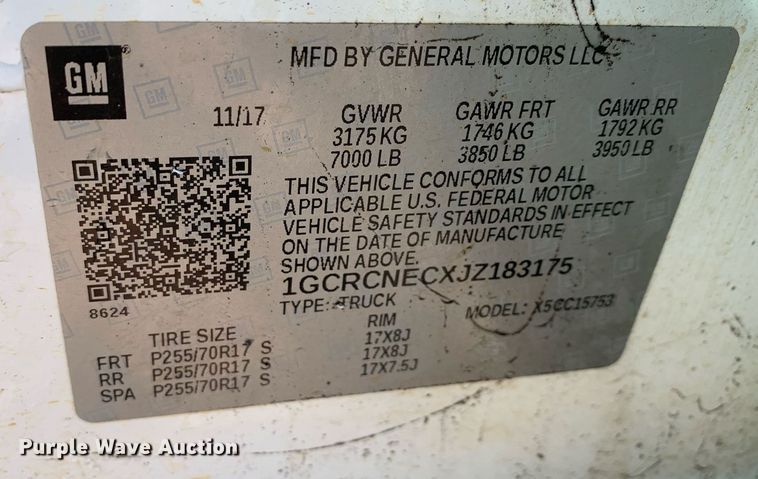 GM
MFD BY GENERAL MOTORS LLC
11/17 GVWR GAWR FRT GAWR RR
3175 KG 1746 KG 1792 KG
7000 LB 3850 LB 3950 LB
THIS VEHICLE CONFORMS TO ALL
APPLICABLE U.S. FEDERAL MOTOR
VEHICLE SAFETY STANDARDS IN EFFECT
ON THE DATE OF MANUFACTURE
SHOWN ABOVE.
1GCRCNECXJZ183175
8624
TYPE: TRUCK MODEL: X5CC15753
TIRE SIZE RIM
FRT P255/70R17 S 17X8J
RR P255/70R17 S 17X8J
SPA P255/70R17 S 17X7.5J
Purple Wave Auction